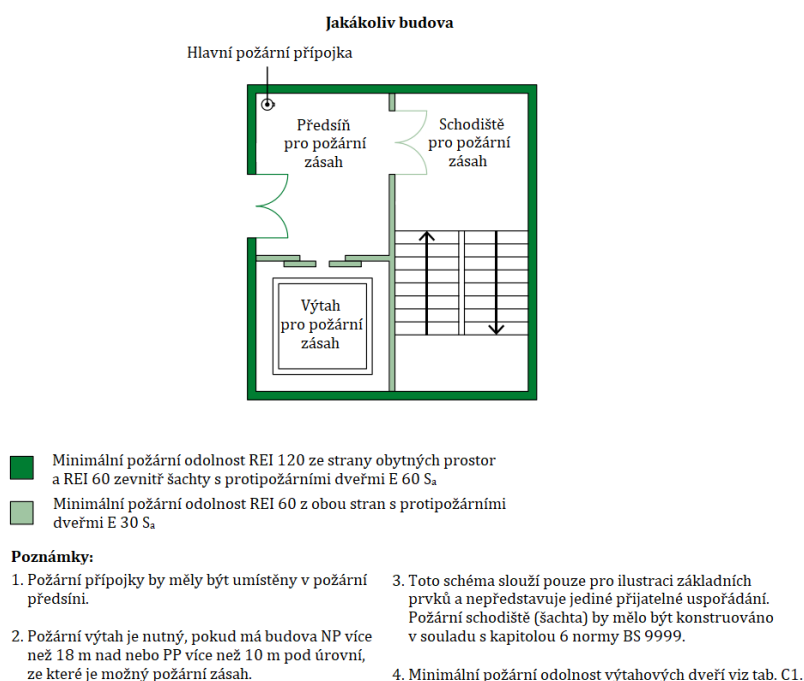 Jakákoliv budova
Hlavní požární přípojka
Předsíň
pro požární
zásah
Schodiště
pro požární
zásah
Výtah
pro požární
zásah
Minimální požární odolnost REI 120 ze strany obytných prostor
a REI 60 zevnitř šachty s protipožárními dveřmi E 60 Sₐ
Minimální požární odolnost REI 60 z obou stran s protipožárními
dveřmi E 30 Sₐ
Poznámky:
1. Požární přípojky by měly být umístěny v požární
předsíni.
2. Požární výtah je nutný, pokud má budova NP více
než 18 m nad nebo PP více než 10 m pod úrovní,
ze které je možný požární zásah.
3. Toto schéma slouží pouze pro ilustraci základních
prvků a nepředstavuje jediné přijatelné uspořádání.
Požární schodiště (šachta) by mělo být konstruováno
v souladu s kapitolou 6 normy BS 9999.
4. Minimální požární odolnost výtahových dveří viz tab. C1.